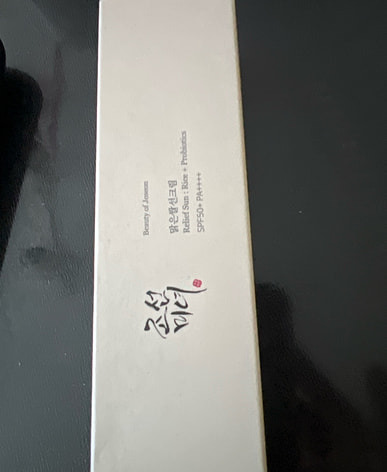 조선
미녀
Beauty of Joseon
맑은쌀선크림
Relief Sun : Rice + Probiotics
SPF50+ PA++++